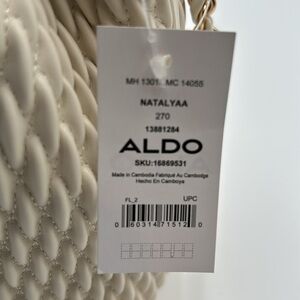 MH 1301 MC 14055
NATALYAA
270
13881284
ALDO
SKU:16869531
Made in Cambodia Fabriqué Au Cambodge
Hecho En Camboya
FL_2
UPC
0 60314 71512 0